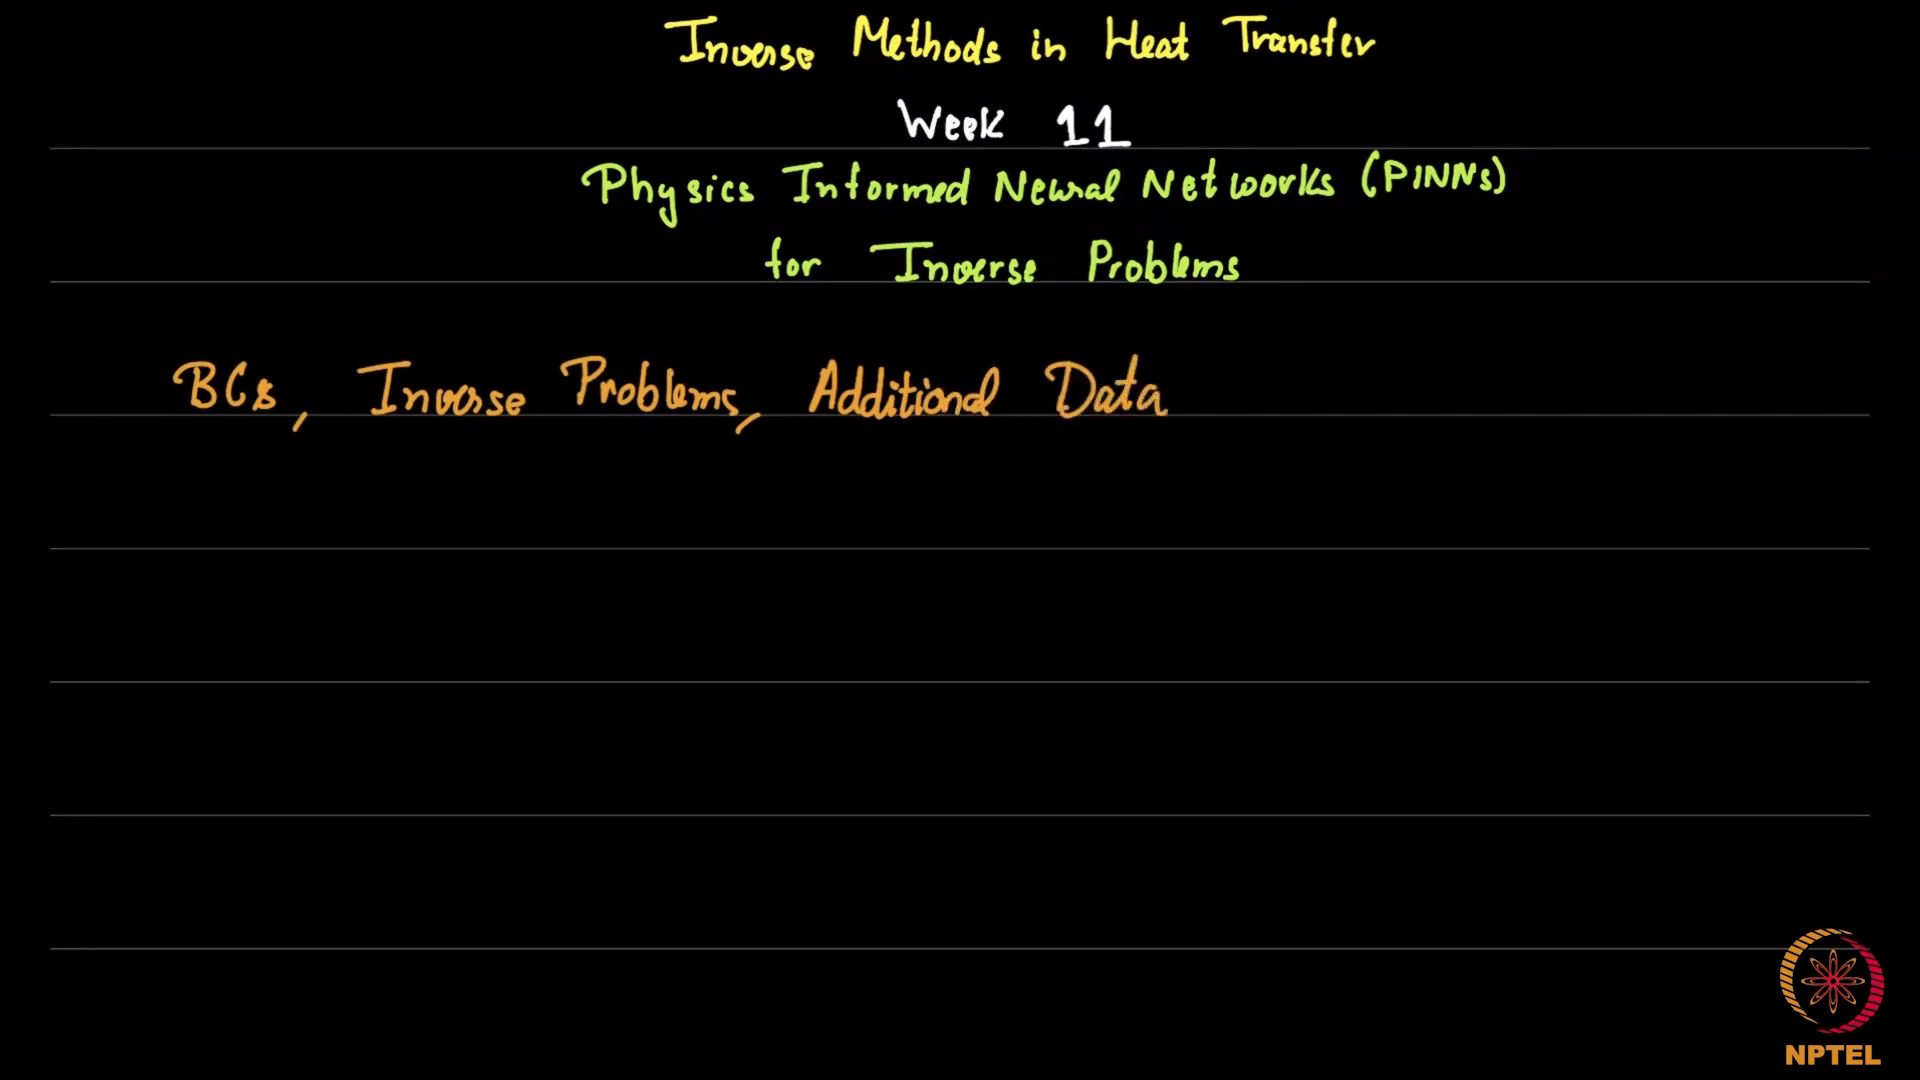 Inverse Methods in Heat Transfer
Week 11
Physics Informed Neural Networks (PINNs)
for Inverse Problems
BCs, Inverse Problems, Additional Data
NPTEL